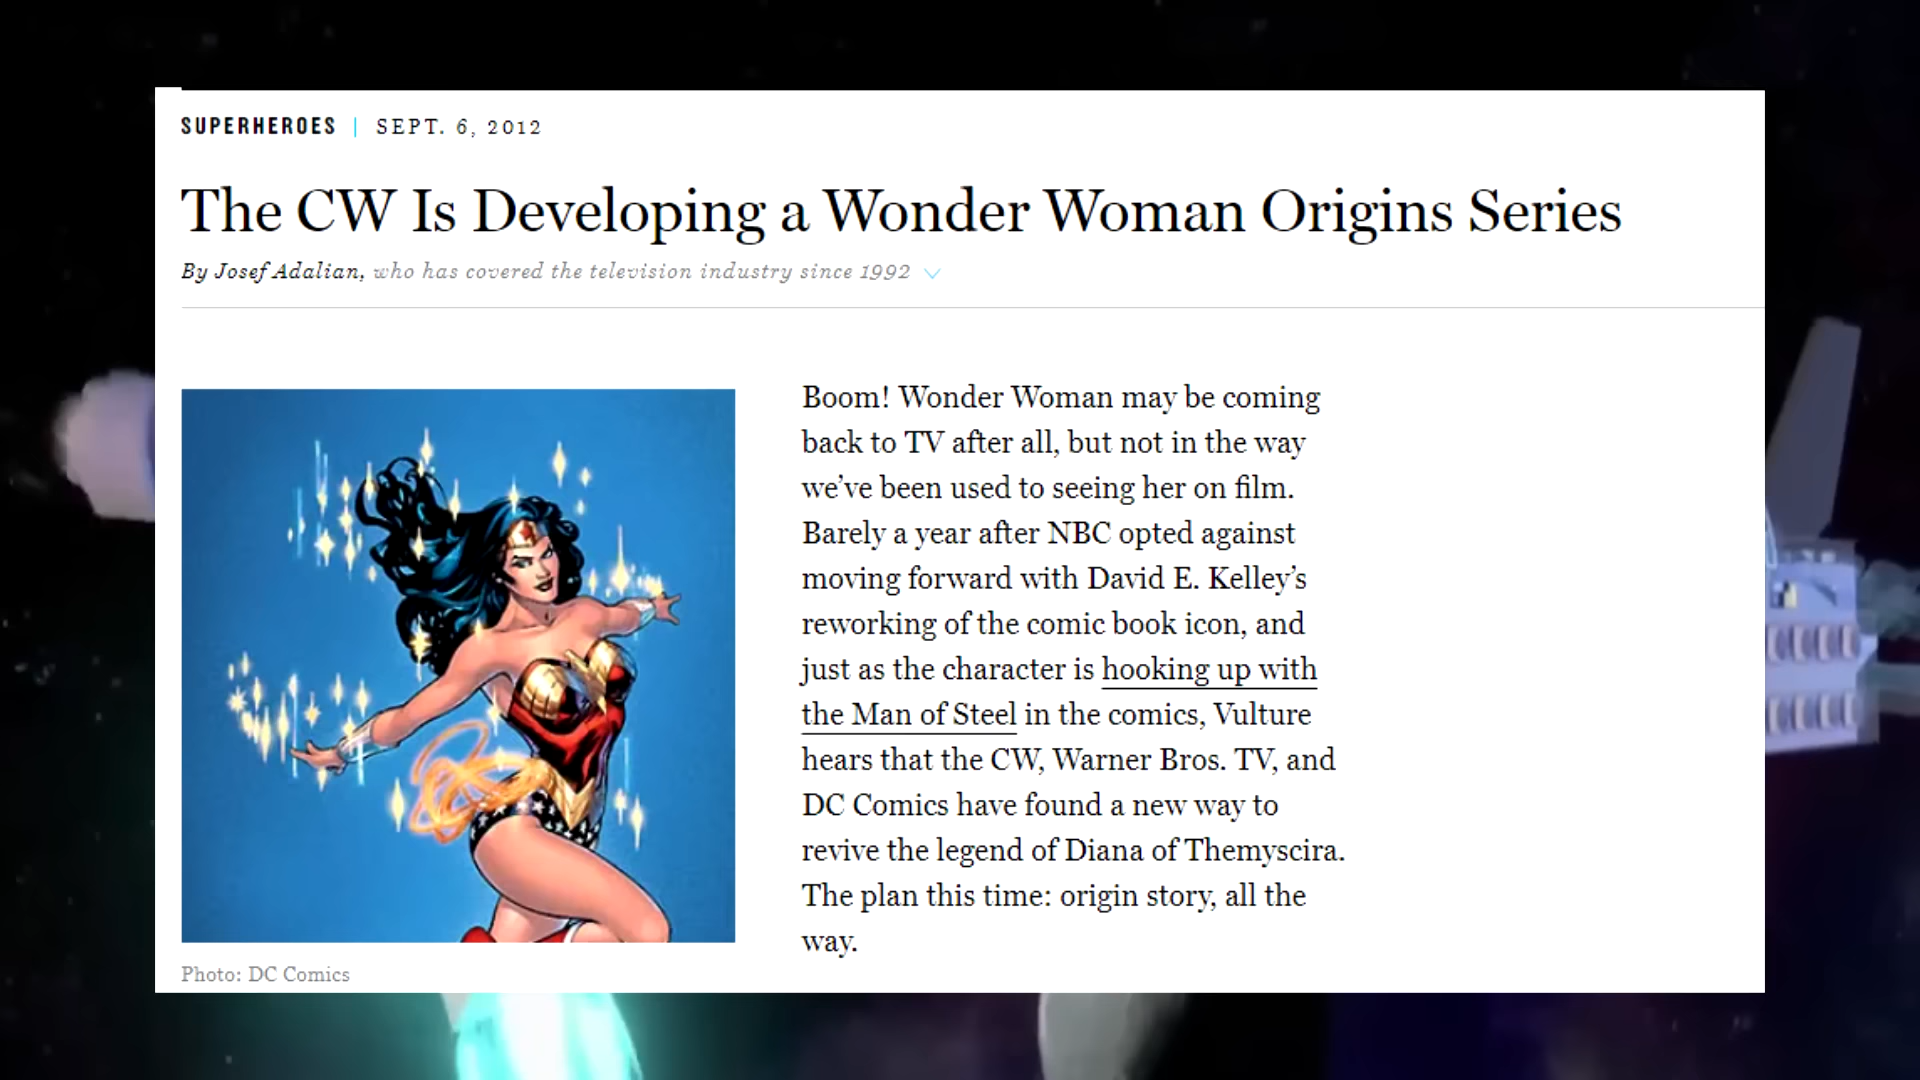 SUPERHEROES | SEPT. 6, 2012
The CW Is Developing a Wonder Woman Origins Series
By Josef Adalian, who has covered the television industry since 1992
Boom! Wonder Woman may be coming
back to TV after all, but not in the way
we’ve been used to seeing her on film.
Barely a year after NBC opted against
moving forward with David E. Kelley’s
reworking of the comic book icon, and
just as the character is hooking up with
the Man of Steel in the comics, Vulture
hears that the CW, Warner Bros. TV, and
DC Comics have found a new way to
revive the legend of Diana of Themyscira.
The plan this time: origin story, all the
way.
Photo: DC Comics